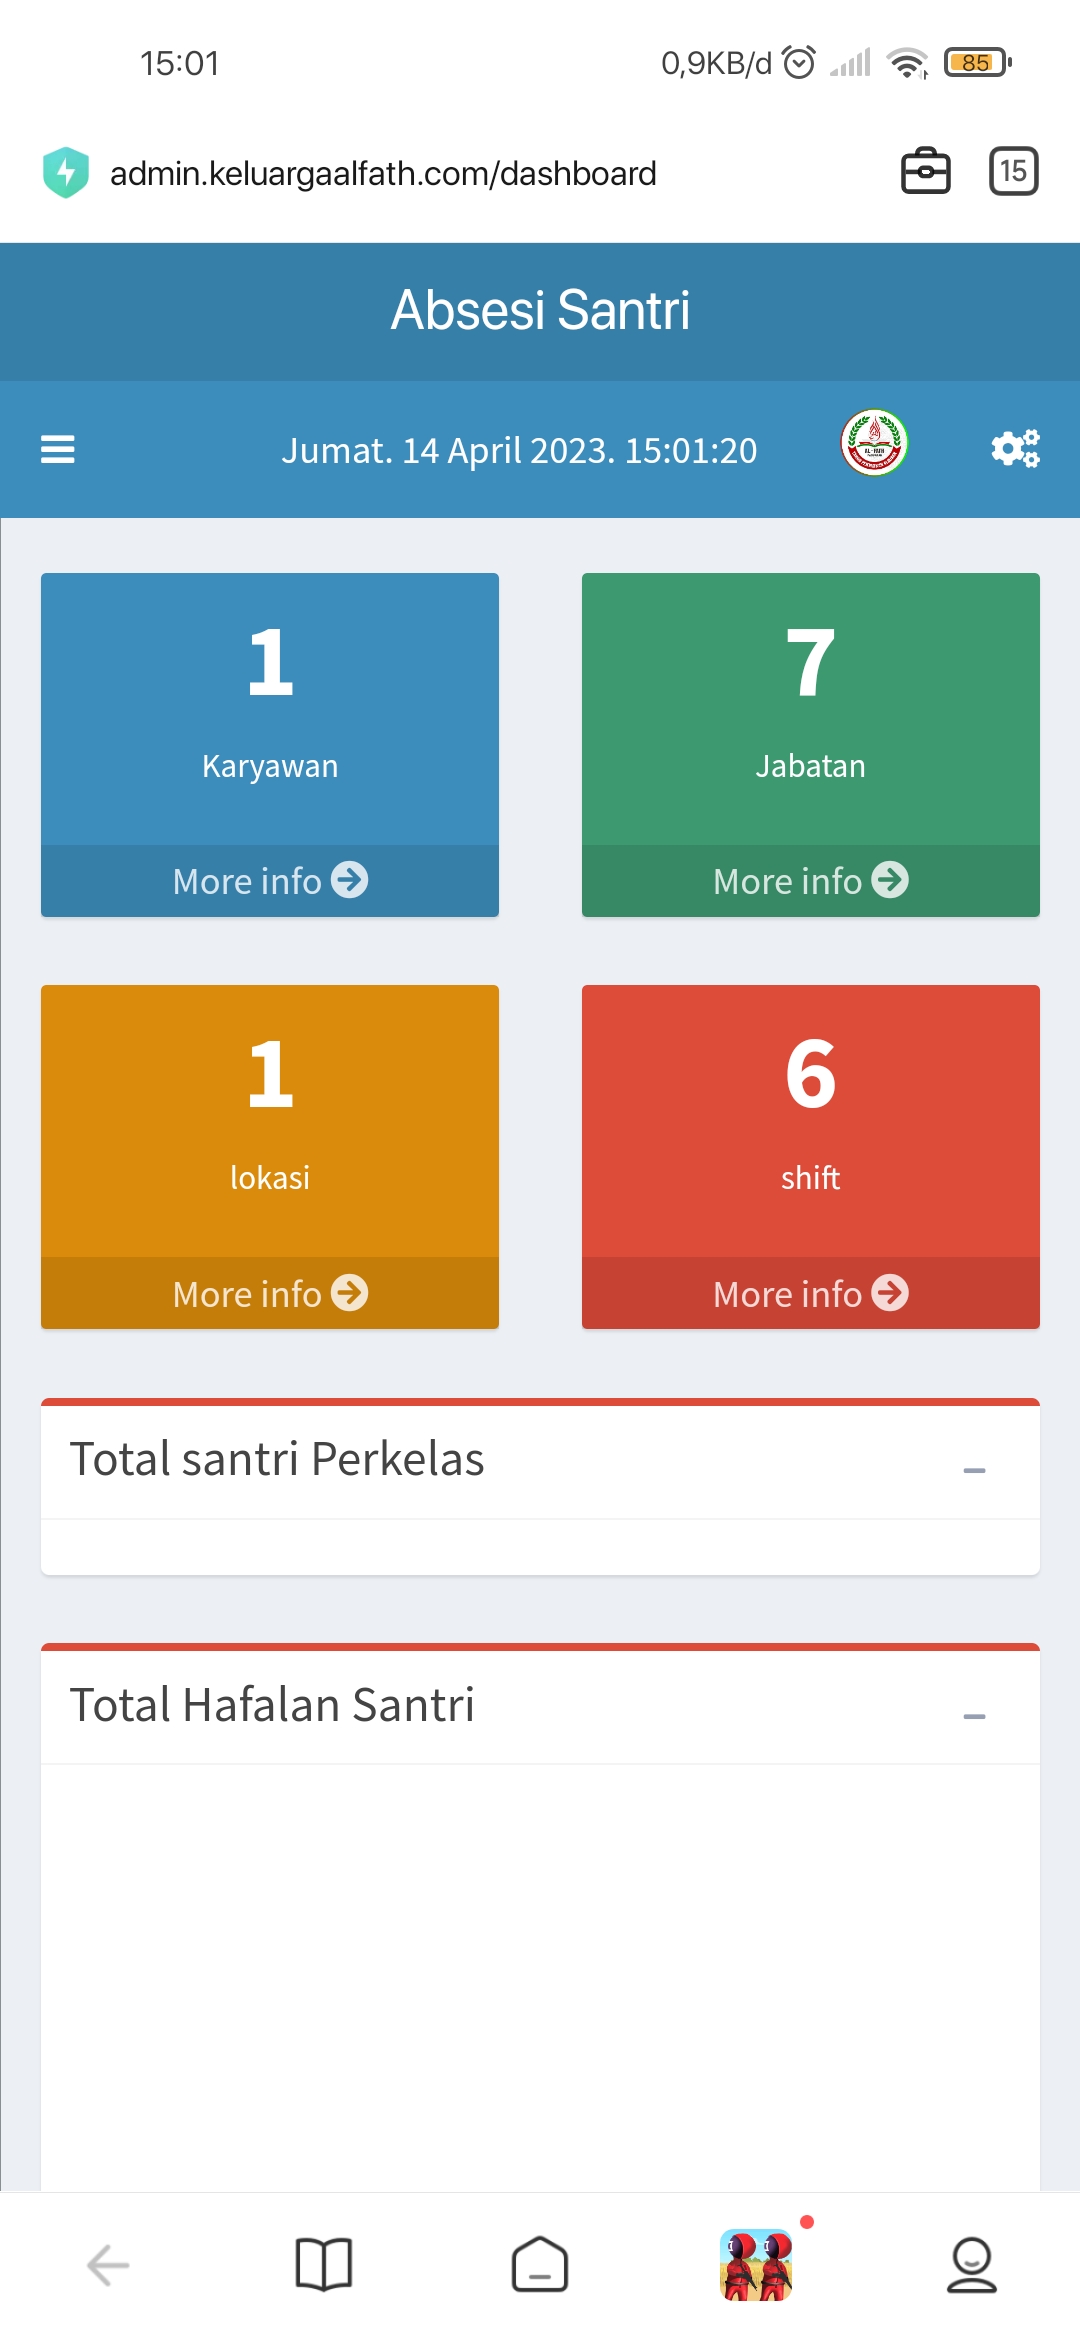 15:01
0,9KB/d
85
admin.keluargaalfath.com/dashboard
15
Absesi Santri
Jumat. 14 April 2023. 15:01:20
AL - FATH
1
Karyawan
More info
7
Jabatan
More info
1
lokasi
More info
6
shift
More info
Total santri Perkelas
Total Hafalan Santri